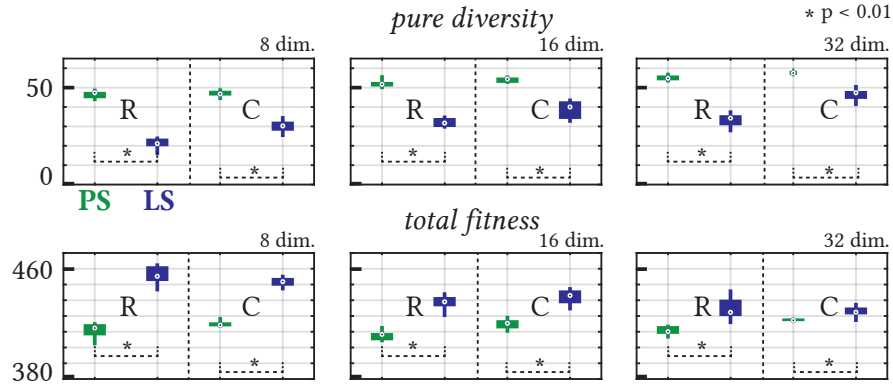 pure diversity
* p < 0.01
8 dim.
16 dim.
32 dim.
50
R
C
R
C
R
C
*
*
*
*
*
*
0
PS
LS
total fitness
8 dim.
16 dim.
32 dim.
460
R
C
R
C
R
C
*
*
*
*
*
*
380